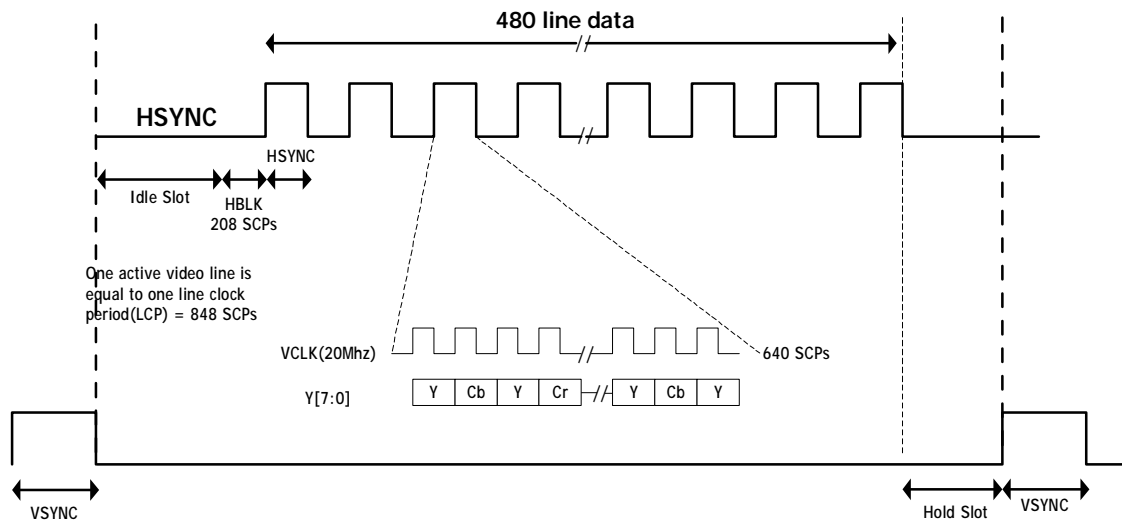 480 line data
HSYNC
HSYNC
Idle Slot
HBLK
208 SCPs
One active video line is
equal to one line clock
period(LCP) = 848 SCPs
VCLK(20Mhz)
640 SCPs
Y[7:0]
Y Cb Y Cr Y Cb Y
VSYNC
Hold Slot
VSYNC